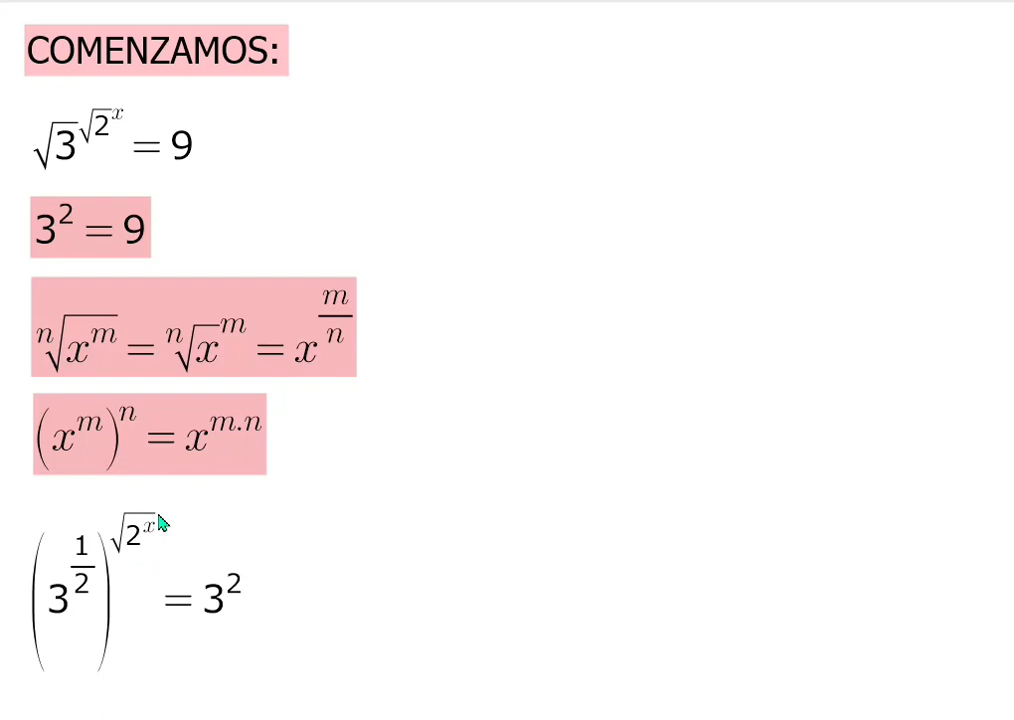 COMENZAMOS:
√3^(√2^x) = 9
3² = 9
ⁿ√(x^m) = ⁿ√x^m = x^(m/n)
(x^m)^n = x^(m.n)
(3^(1/2))^(√(2^x)) = 3²